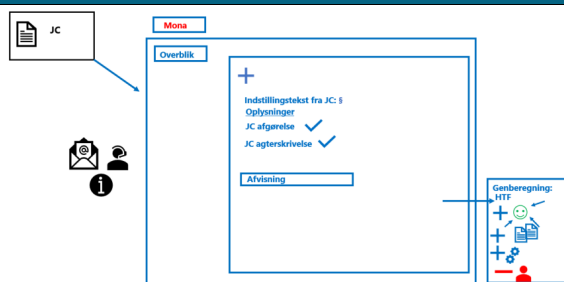 JC
Mona
Overblik
Indstillingstekst fra JC: §
Oplysninger
JC afgørelse
JC agterskrivelse
Afvisning
Genberegning:
HTF